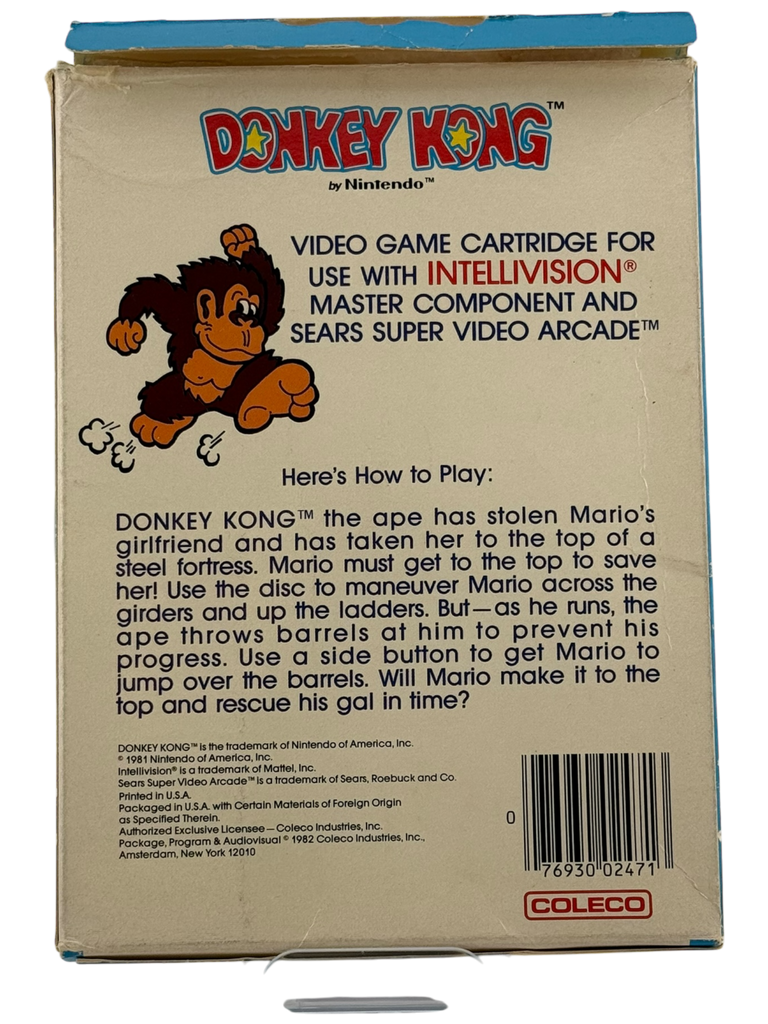 DONKEY KONG™
by Nintendo™
VIDEO GAME CARTRIDGE FOR
USE WITH INTELLIVISION®
MASTER COMPONENT AND
SEARS SUPER VIDEO ARCADE™
Here's How to Play:
DONKEY KONG™ the ape has stolen Mario's
girlfriend and has taken her to the top of a
steel fortress. Mario must get to the top to save
her! Use the disc to maneuver Mario across the
girders and up the ladders. But—as he runs, the
ape throws barrels at him to prevent his
progress. Use a side button to get Mario to
jump over the barrels. Will Mario make it to the
top and rescue his gal in time?
DONKEY KONG™ is the trademark of Nintendo of America, Inc.
© 1981 Nintendo of America, Inc.
Intellivision® is a trademark of Mattel, Inc.
Sears Super Video Arcade™ is a trademark of Sears, Roebuck and Co.
Printed in U.S.A.
Packaged in U.S.A. with Certain Materials of Foreign Origin
as Specified Therein.
Authorized Exclusive Licensee—Coleco Industries, Inc.
Package, Program & Audiovisual © 1982 Coleco Industries, Inc.,
Amsterdam, New York 12010
0 76930 02471
COLECO